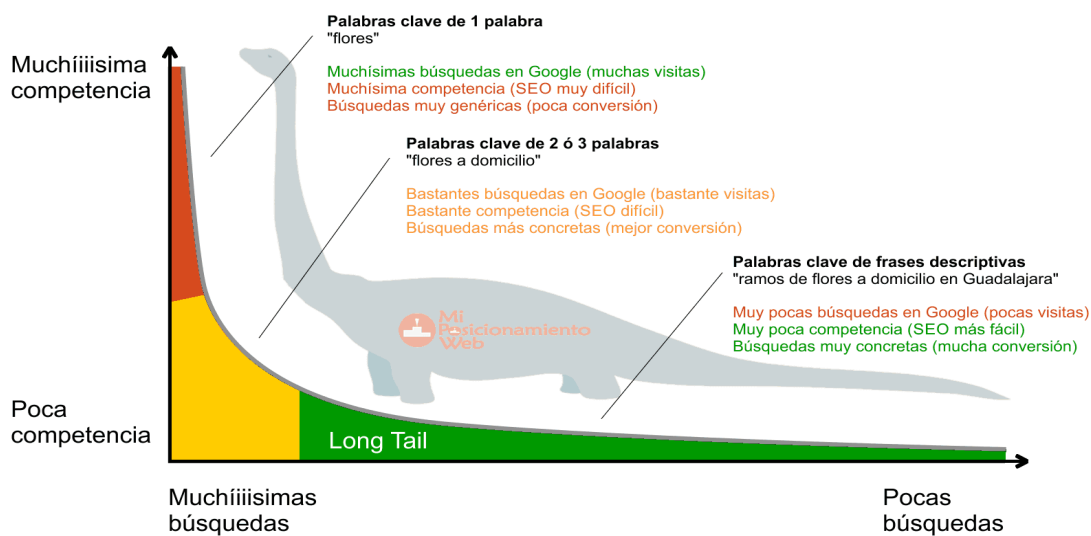 Palabras clave de 1 palabra
"flores"
Muchísimas búsquedas en Google (muchas visitas)
Muchísima competencia (SEO muy difícil)
Búsquedas muy genéricas (poca conversión)
Muchíiiisima
competencia
Palabras clave de 2 ó 3 palabras
"flores a domicilio"
Bastantes búsquedas en Google (bastante visitas)
Bastante competencia (SEO difícil)
Búsquedas más concretas (mejor conversión)
Palabras clave de frases descriptivas
"ramos de flores a domicilio en Guadalajara"
Muy pocas búsquedas en Google (pocas visitas)
Muy poca competencia (SEO más fácil)
Búsquedas muy concretas (mucha conversión)
Mi
Posicionamiento
Web
Poca
competencia
Long Tail
Muchíiiisimas
búsquedas
Pocas
búsquedas